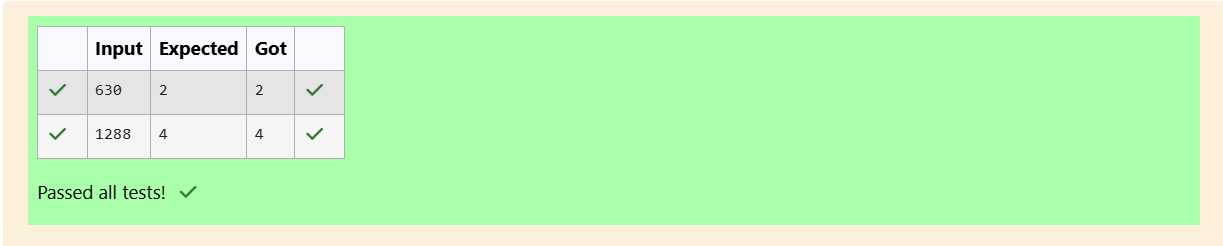 Input Expected Got
630 2 2
1288 4 4
Passed all tests!